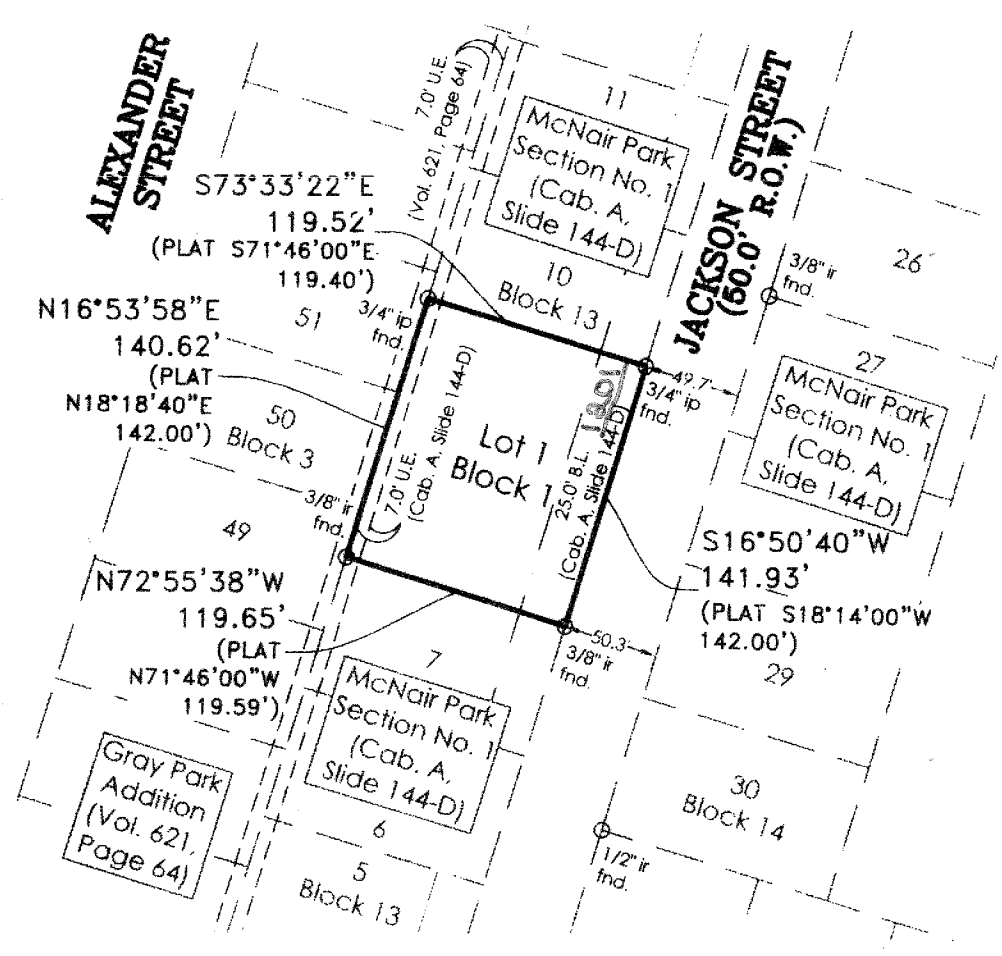 ALEXANDER
STREET
7.0' U.E.
(Vol. 621, Page 64)
11
McNair Park
Section No. 1
(Cab. A,
Slide 144-D)
JACKSON STREET
(50.0' R.O.W.)
S73°33'22"E
119.52'
(PLAT S71°46'00"E
119.40')
10
Block 13
3/8" ir
fnd.
26
N16°53'58"E
140.62'
(PLAT
N18°18'40"E
142.00')
51
3/4" ip
fnd.
49.7'
3/4" ip
fnd.
27
McNair Park
Section No. 1
(Cab. A,
Slide 144-D)
50
Block 3
7.0' U.E.
(Cab. A, Slide 144-D)
Lot 1
Block 1
1201
25.0' B.L.
(Cab. A, Slide 144-D)
3/8" ir
fnd.
49
S16°50'40"W
141.93'
(PLAT S18°14'00"W
142.00')
N72°55'38"W
119.65'
(PLAT
N71°46'00"W
119.59')
50.3'
3/8" ir
fnd.
29
7
McNair Park
Section No. 1
(Cab. A,
Slide 144-D)
Gray Park
Addition
(Vol. 621,
Page 64)
6
5
Block 13
30
Block 14
1/2" ir
fnd.